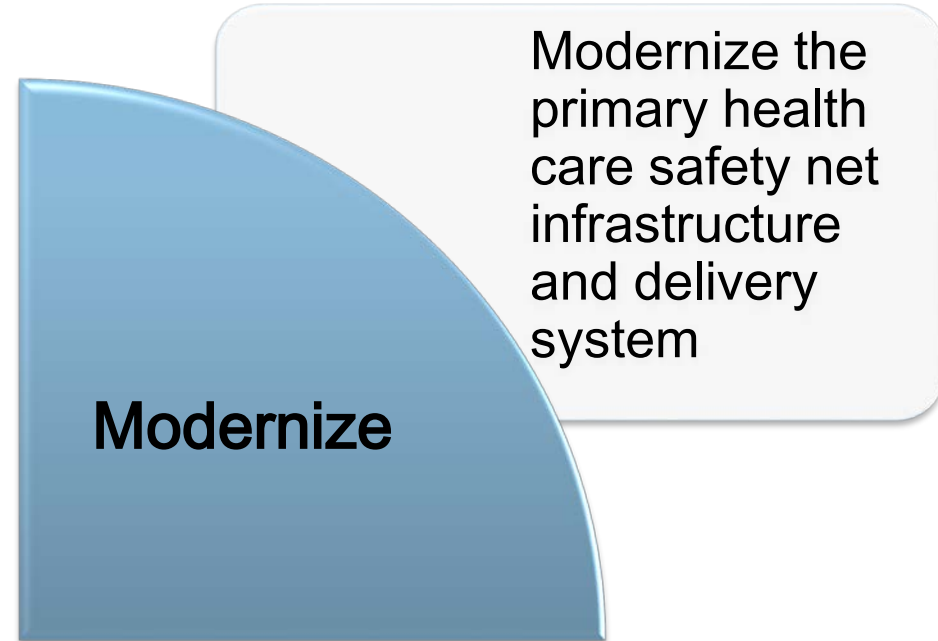 Modernize the
primary health
care safety net
infrastructure
and delivery
system
Modernize